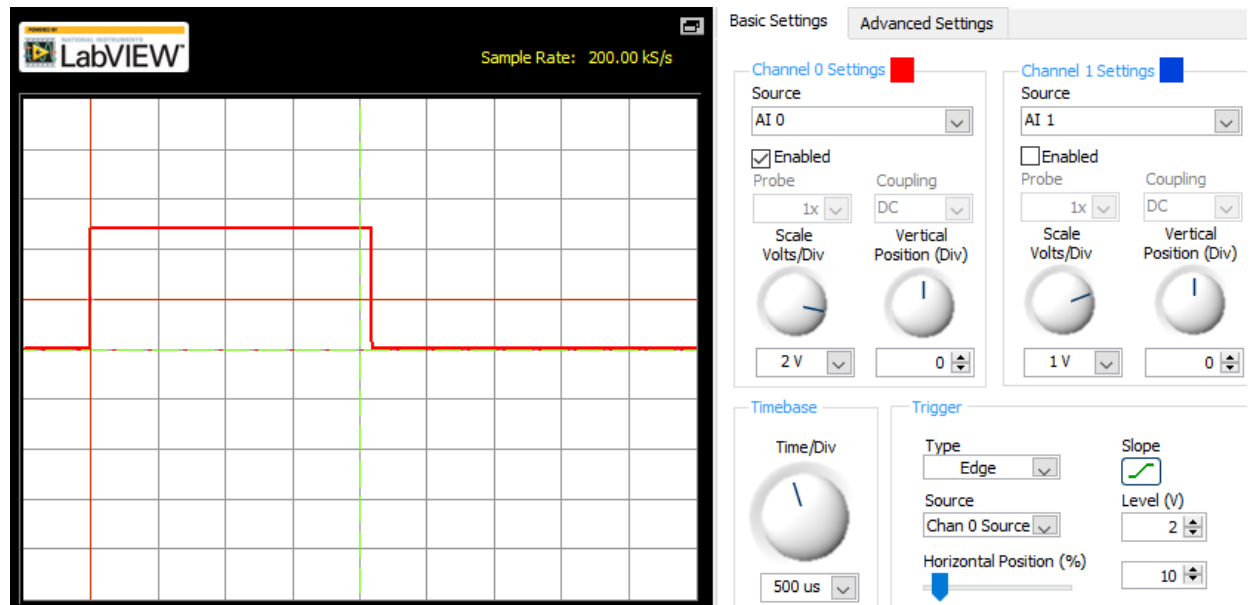 POWERED BY
NATIONAL INSTRUMENTS
LabVIEW
Sample Rate: 200.00 kS/s
Basic Settings
Advanced Settings
Channel 0 Settings
Source
AI 0
Enabled
Probe
Coupling
1x
DC
Scale
Volts/Div
Vertical
Position (Div)
2 V
0
Channel 1 Settings
Source
AI 1
Enabled
Probe
Coupling
1x
DC
Scale
Volts/Div
Vertical
Position (Div)
1 V
0
Timebase
Time/Div
500 us
Trigger
Type
Edge
Slope
Source
Chan 0 Source
Level (V)
2
Horizontal Position (%)
10